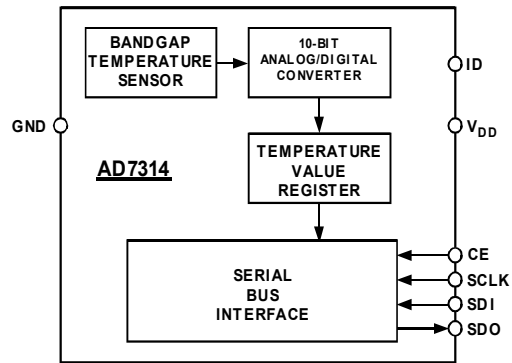 BANDGAP
TEMPERATURE
SENSOR
10-BIT
ANALOG/DIGITAL
CONVERTER
ID
GND
VDD
AD7314
TEMPERATURE
VALUE
REGISTER
SERIAL
BUS
INTERFACE
CE
SCLK
SDI
SDO